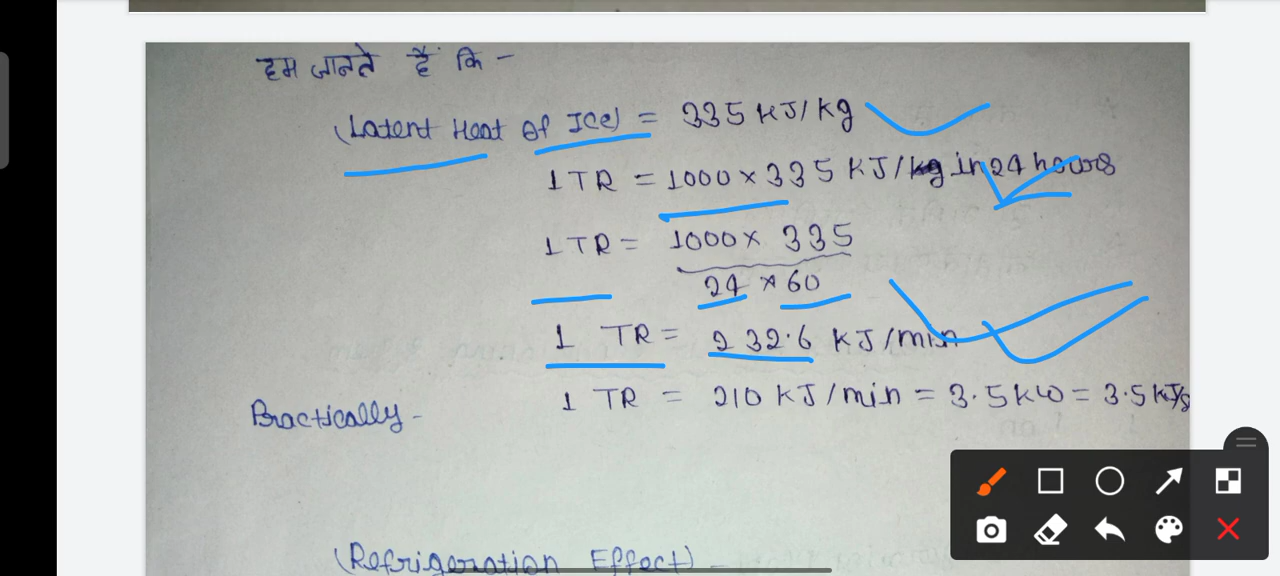 हम जानते हैं कि -
(Latent Heat Of Ice) = 335 KJ/kg
1 TR = 1000 × 335 KJ/kg in 24 hours
1 TR = 1000 × 335
24 × 60
1 TR = 232.6 KJ/min
Practically - 1 TR = 210 KJ/min = 3.5 kw = 3.5 KJ/s
(Refrigeration Effect) -